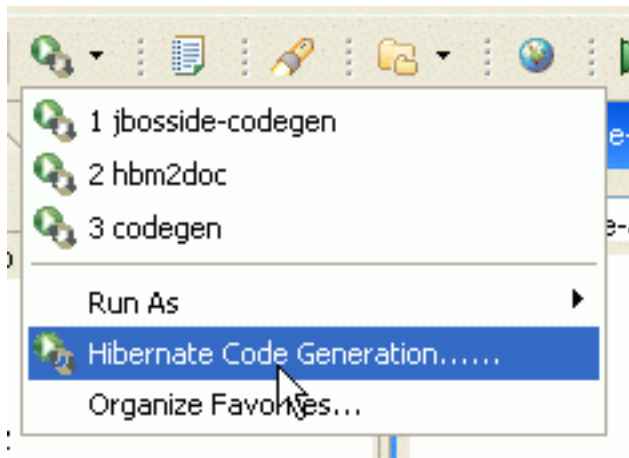 1 jbosside-codegen
e-
2 hbm2doc
3 codegen
Run As
Hibernate Code Generation......
Organize Favorites...